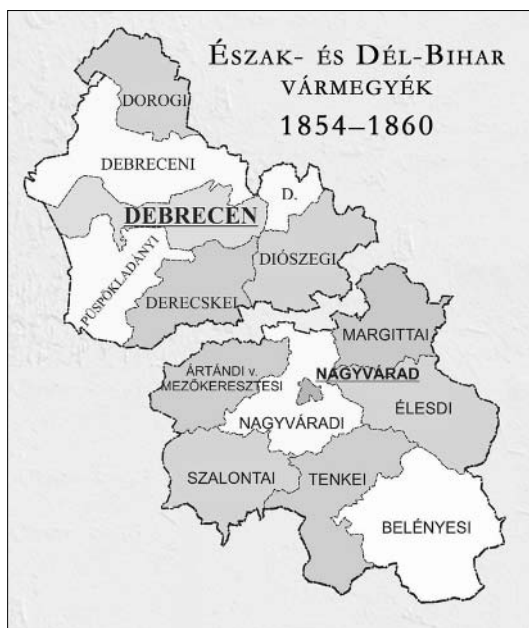 ÉSZAK- ÉS DÉL-BIHAR
VÁRMEGYÉK
1854–1860
DOROGI
DEBRECENI
D.
DEBRECEN
PÜSPÖKLADÁNYI
DIÓSZEGI
DERECSKEI
MARGITTAI
ÁRTÁNDI v.
MEZŐKERESZTESI
NAGYVÁRAD
ÉLESDI
NAGYVÁRADI
SZALONTAI
TENKEI
BELÉNYESI